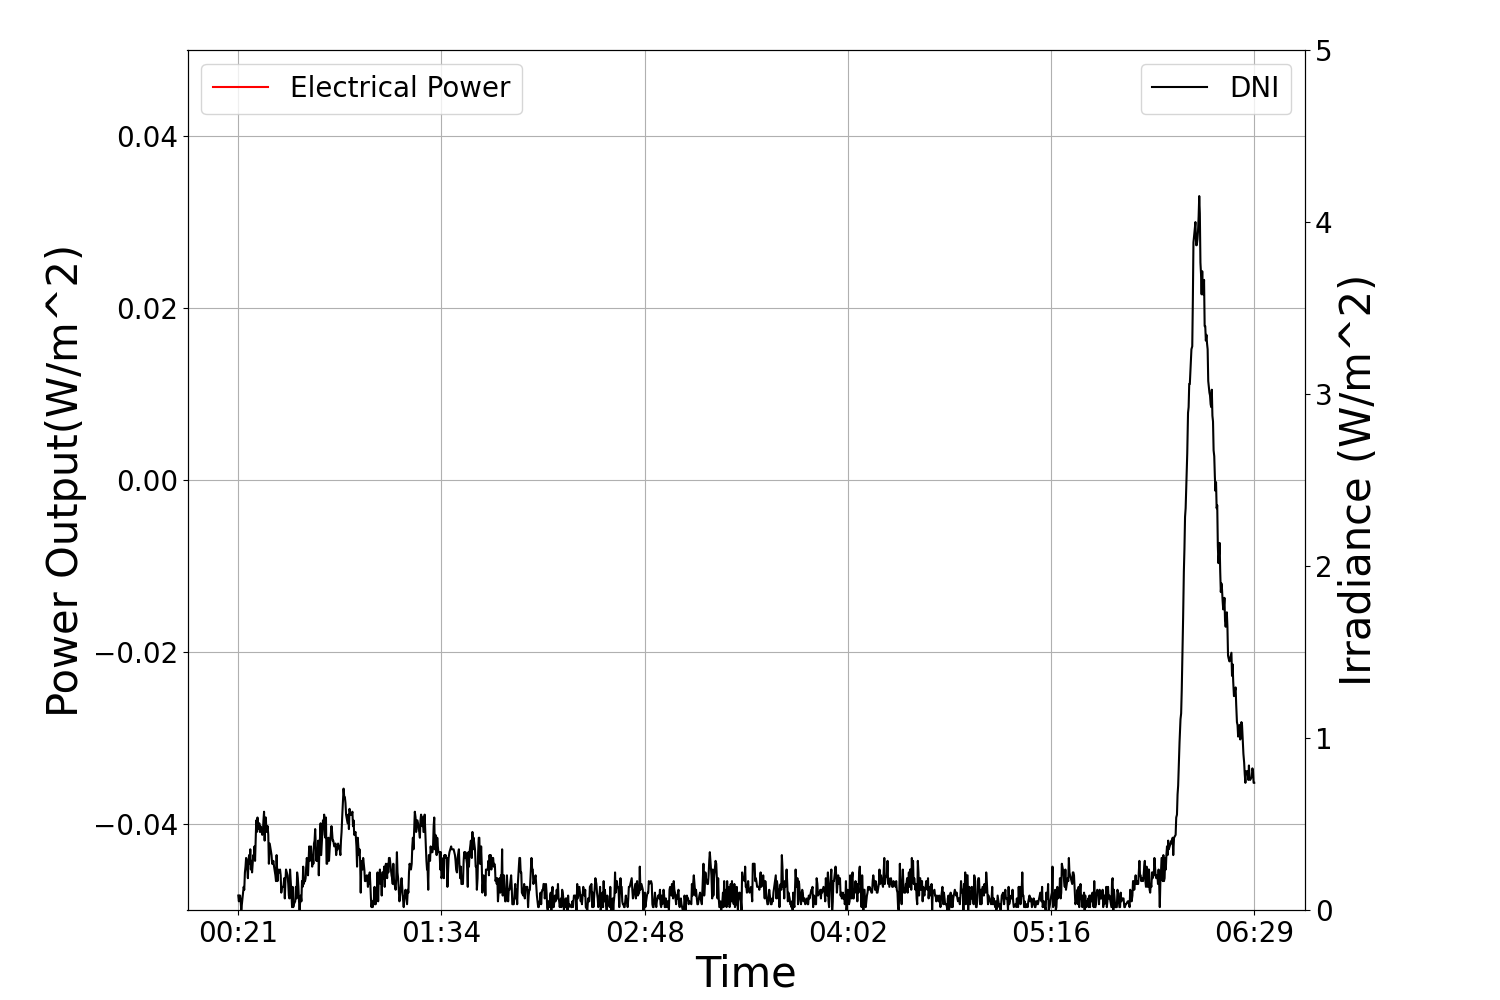 Electrical Power
DNI
Power Output(W/m^2)
0.04
0.02
0.00
−0.02
−0.04
5
4
3
2
1
0
Irradiance (W/m^2)
00:21 01:34 02:48 04:02 05:16 06:29
Time